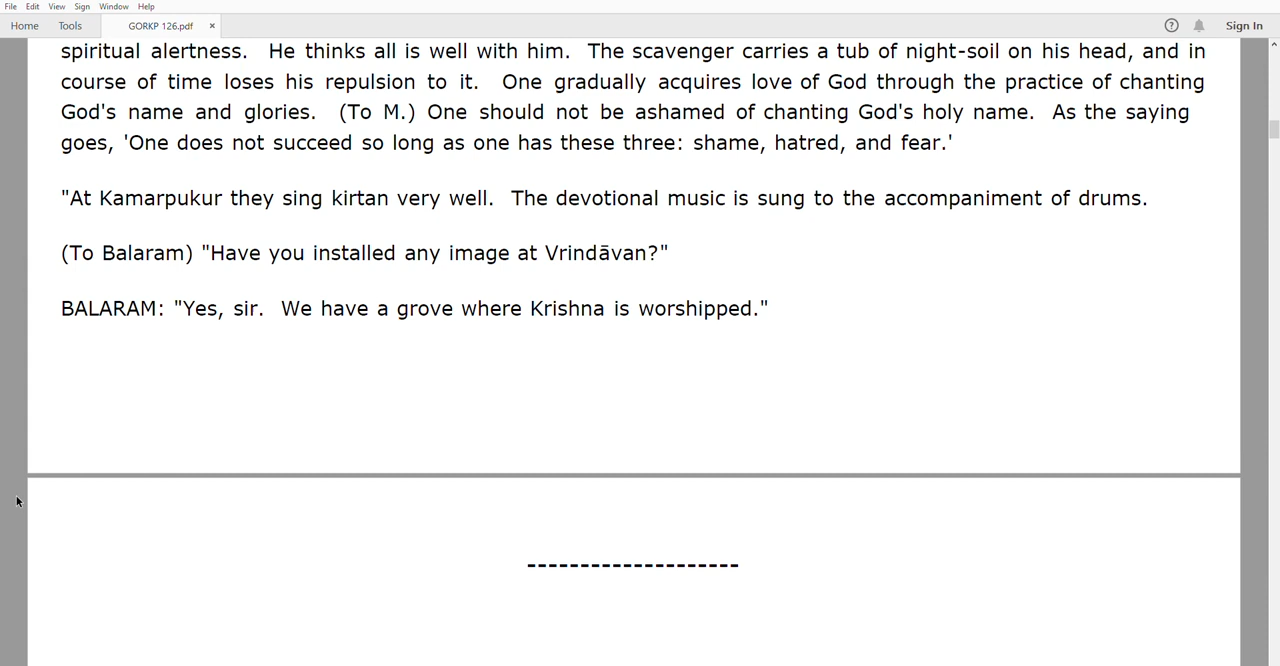 File Edit View Sign Window Help
Home Tools GORKP 126.pdf × ? Sign In
spiritual alertness. He thinks all is well with him. The scavenger carries a tub of night-soil on his head, and in
course of time loses his repulsion to it. One gradually acquires love of God through the practice of chanting
God's name and glories. (To M.) One should not be ashamed of chanting God's holy name. As the saying
goes, 'One does not succeed so long as one has these three: shame, hatred, and fear.'
"At Kamarpukur they sing kirtan very well. The devotional music is sung to the accompaniment of drums.
(To Balaram) "Have you installed any image at Vrindāvan?"
BALARAM: "Yes, sir. We have a grove where Krishna is worshipped."
--------------------